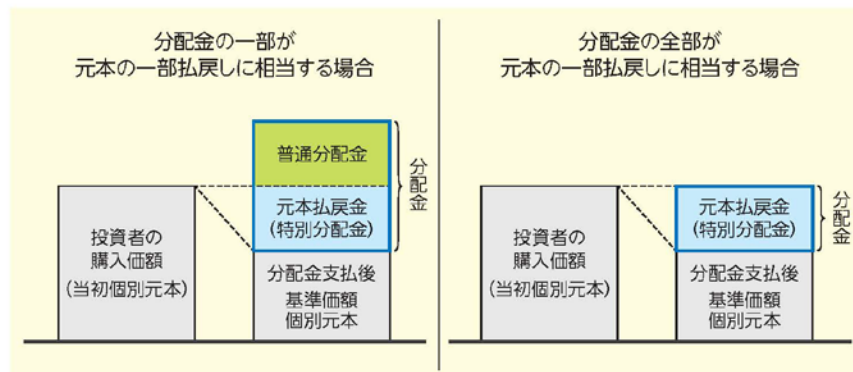 分配金の一部が
元本の一部払戻しに相当する場合
普通分配金
元本払戻金
(特別分配金)
分配金
投資者の
購入価額
(当初個別元本)
分配金支払後
基準価額
個別元本
分配金の全部が
元本の一部払戻しに相当する場合
元本払戻金
(特別分配金)
分配金
投資者の
購入価額
(当初個別元本)
分配金支払後
基準価額
個別元本